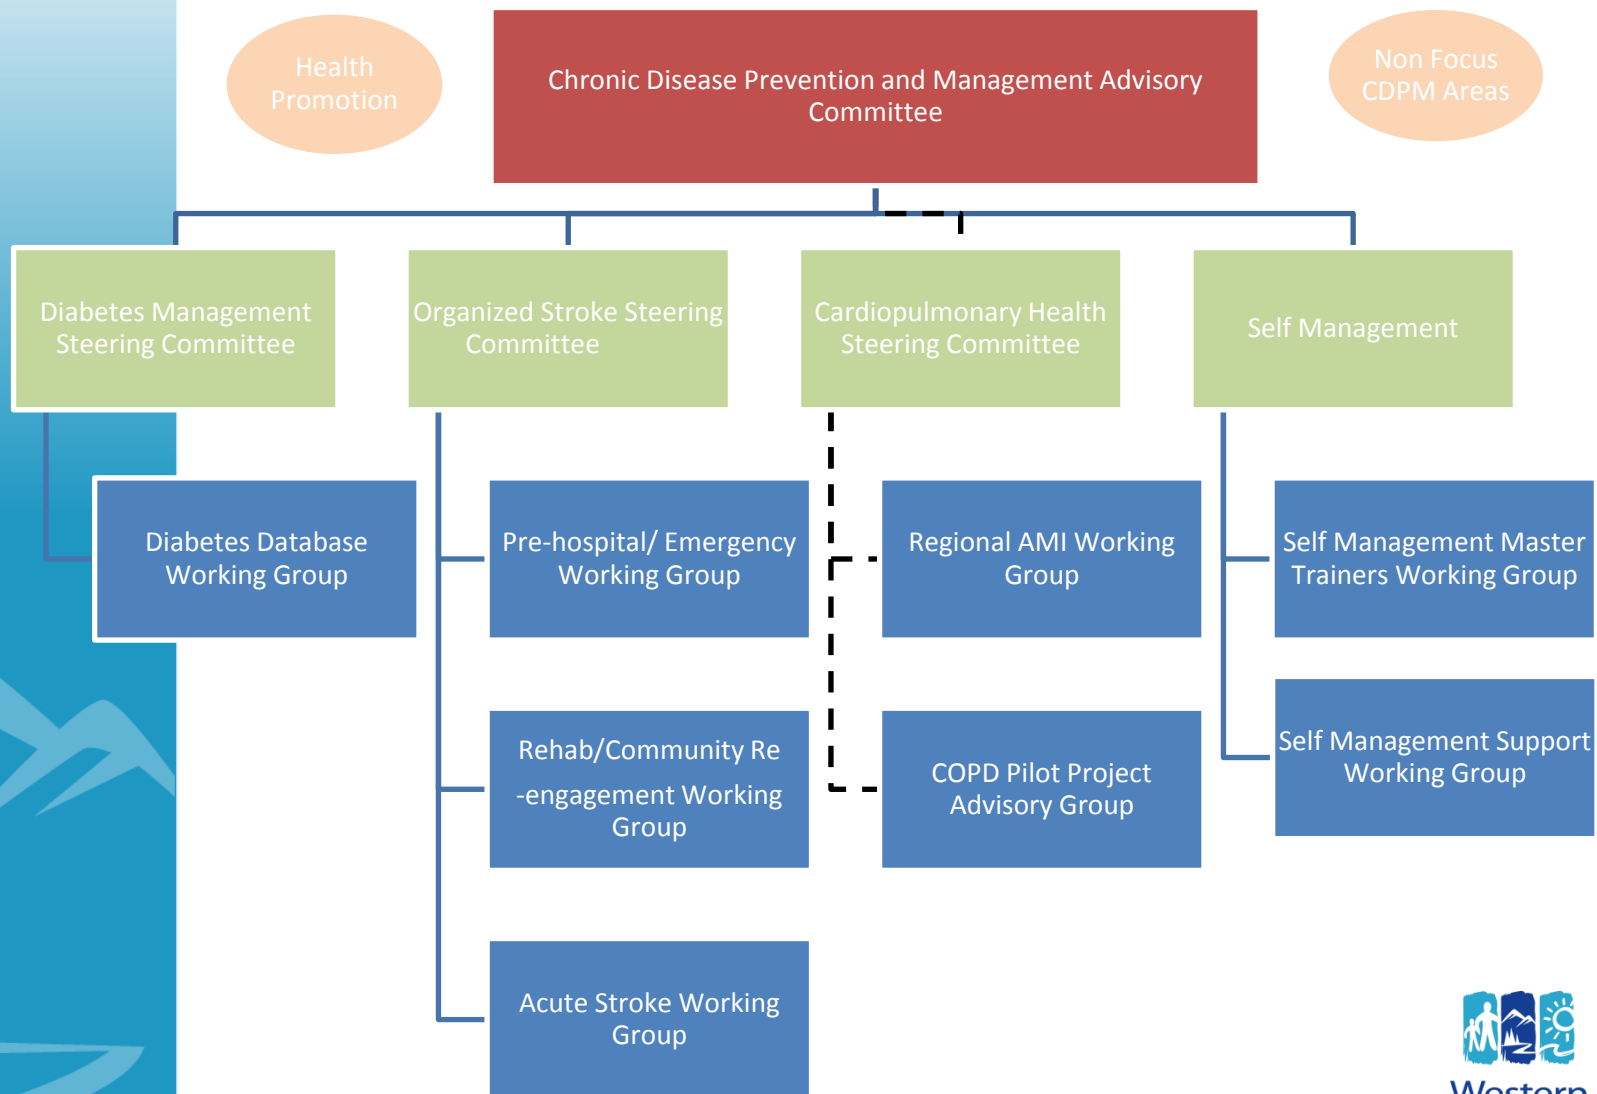 Health
Promotion
Chronic Disease Prevention and Management Advisory
Committee
Non Focus
CDPM Areas
Diabetes Management
Steering Committee
Organized Stroke Steering
Committee
Cardiopulmonary Health
Steering Committee
Self Management
Diabetes Database
Working Group
Pre-hospital/ Emergency
Working Group
Regional AMI Working
Group
Self Management Master
Trainers Working Group
Rehab/Community Re
-engagement Working
Group
COPD Pilot Project
Advisory Group
Self Management Support
Working Group
Acute Stroke Working
Group
Western